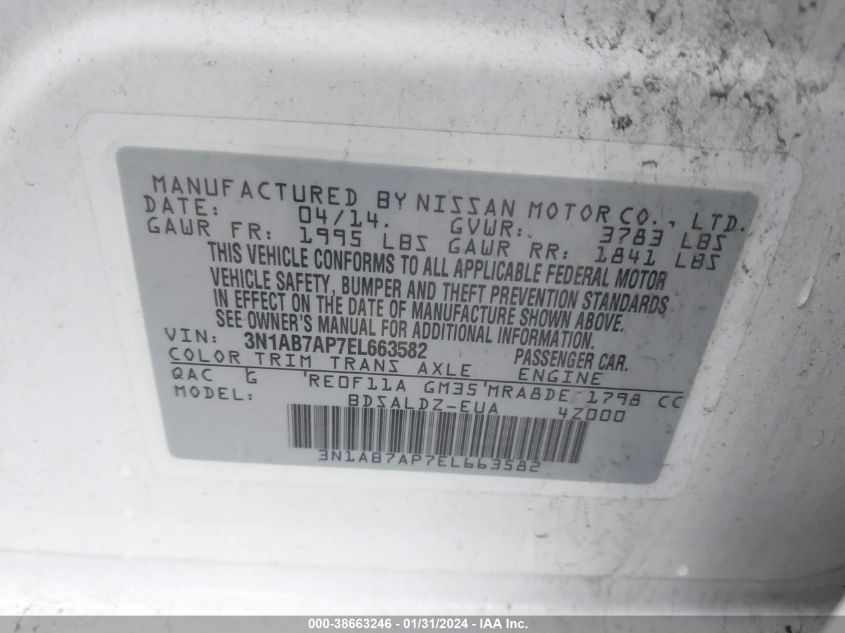 MANUFACTURED BY NISSAN MOTOR CO., LTD.
DATE: 04/14. GVWR: 3783 LBS
GAWR FR: 1995 LBS GAWR RR: 1841 LBS
THIS VEHICLE CONFORMS TO ALL APPLICABLE FEDERAL MOTOR
VEHICLE SAFETY, BUMPER AND THEFT PREVENTION STANDARDS
IN EFFECT ON THE DATE OF MANUFACTURE SHOWN ABOVE.
SEE OWNER'S MANUAL FOR ADDITIONAL INFORMATION.
VIN: 3N1AB7AP7EL663582 PASSENGER CAR.
COLOR TRIM TRANS AXLE ENGINE
QAC G RE0F11A GM35 MRA8DE 1798 CC
MODEL: BDSALDZ-EUA 4Z000
3N1AB7AP7EL663582
000-38663246 - 01/31/2024 - IAA Inc.